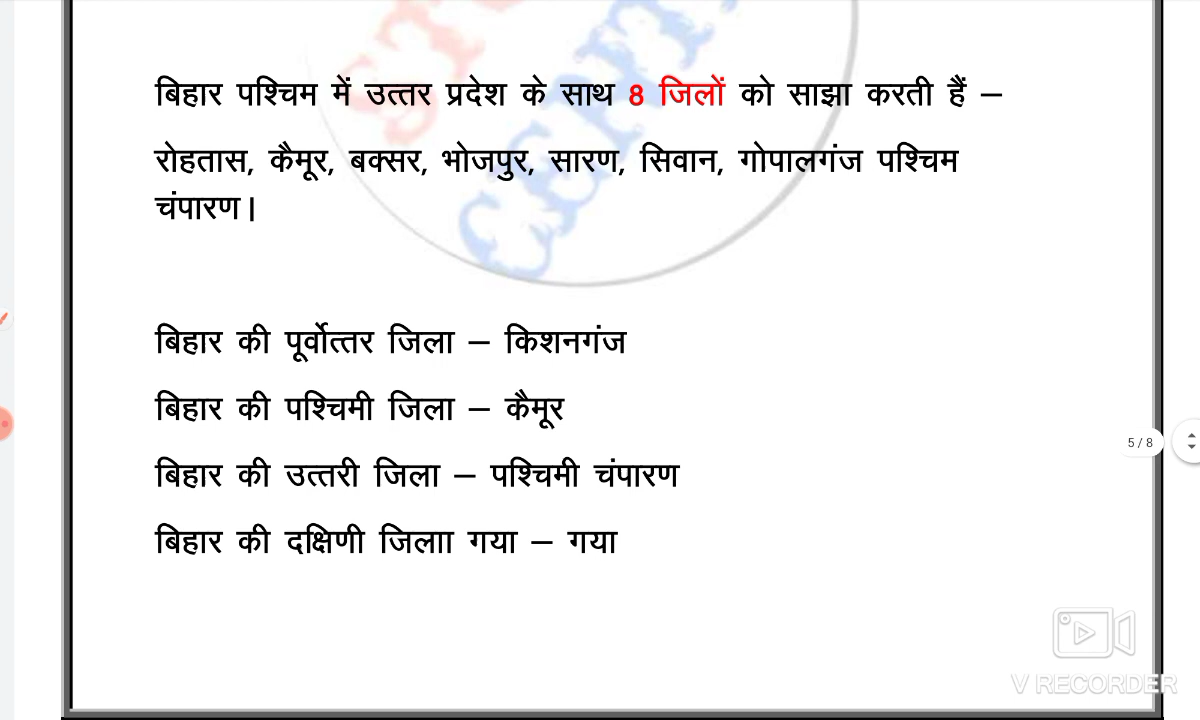 बिहार पश्चिम में उत्तर प्रदेश के साथ 8 जिलों को साझा करती हैं –
रोहतास, कैमूर, बक्सर, भोजपुर, सारण, सिवान, गोपालगंज पश्चिम
चंपारण।
बिहार की पूर्वोत्तर जिला – किशनगंज
बिहार की पश्चिमी जिला – कैमूर
5 / 8
बिहार की उत्तरी जिला – पश्चिमी चंपारण
बिहार की दक्षिणी जिलाा गया – गया
V RECORDER